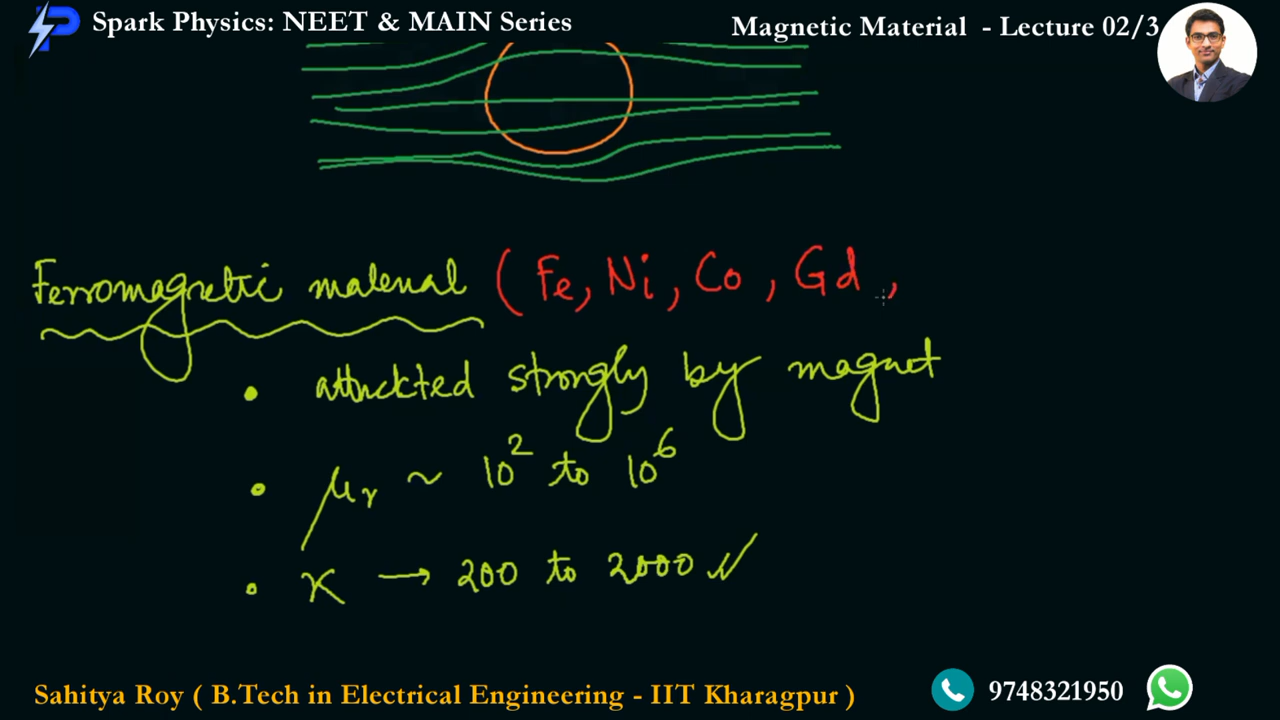 Spark Physics: NEET & MAIN Series
Magnetic Material - Lecture 02/3
Ferromagnetic material (Fe, Ni, Co, Gd,
• attrackted strongly by magnet
• μr ~ 10² to 10⁶
• χ → 200 to 2000
Sahitya Roy ( B.Tech in Electrical Engineering - IIT Kharagpur )
9748321950